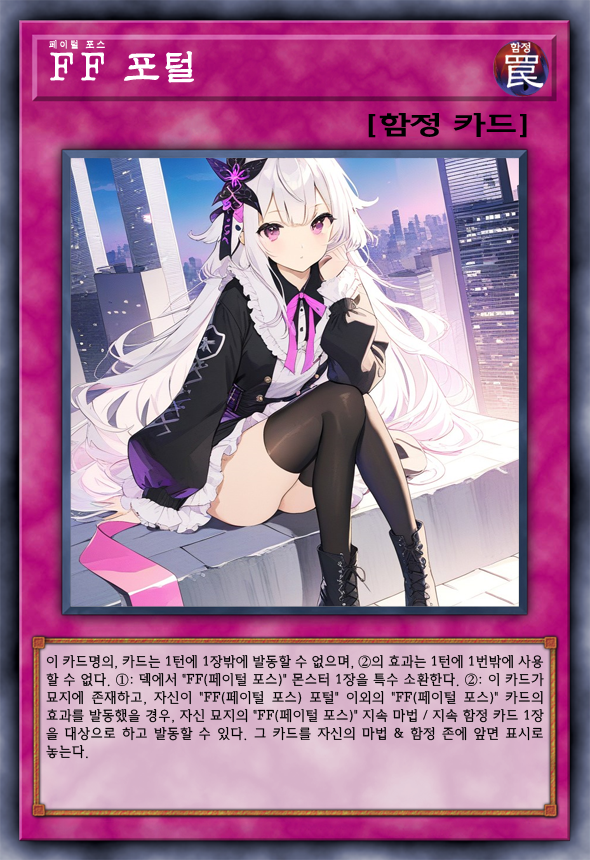 페이털 포스
FF 포털
함정
罠
[함정 카드]
이 카드명의, 카드는 1턴에 1장밖에 발동할 수 없으며, ②의 효과는 1턴에 1번밖에 사용
할 수 없다. ①: 덱에서 "FF(페이털 포스)" 몬스터 1장을 특수 소환한다. ②: 이 카드가
묘지에 존재하고, 자신이 "FF(페이털 포스) 포털" 이외의 "FF(페이털 포스)" 카드의
효과를 발동했을 경우, 자신 묘지의 "FF(페이털 포스)" 지속 마법 / 지속 함정 카드 1장
을 대상으로 하고 발동할 수 있다. 그 카드를 자신의 마법 & 함정 존에 앞면 표시로
놓는다.